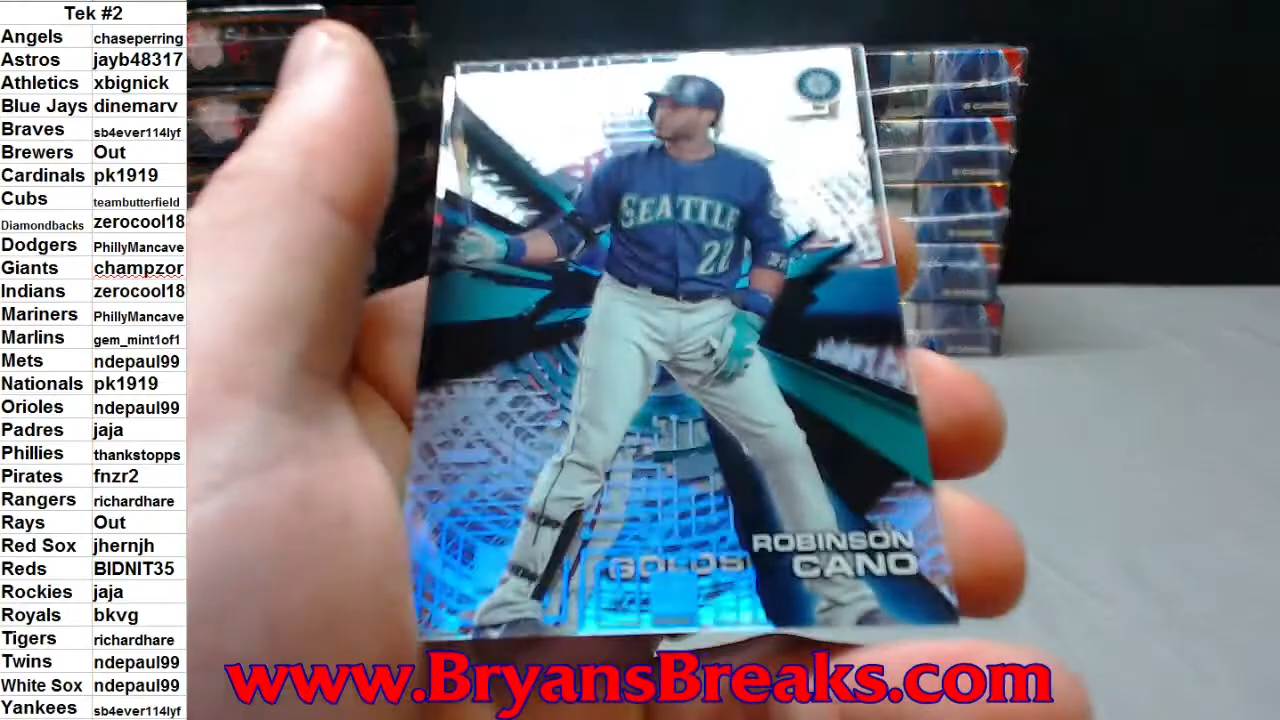 Tek #2
Angels chaseperring
Astros jayb48317
Athletics xbignick
Blue Jays dinemarv
Braves sb4ever114lyf
Brewers Out
Cardinals pk1919
Cubs teambutterfield
Diamondbacks zerocool18
Dodgers PhillyMancave
Giants champzor
Indians zerocool18
Mariners PhillyMancave
Marlins gem_mint1of1
Mets ndepaul99
Nationals pk1919
Orioles ndepaul99
Padres jaja
Phillies thankstopps
Pirates fnzr2
Rangers richardhare
Rays Out
Red Sox jhernjh
Reds BIDNIT35
Rockies jaja
Royals bkvg
Tigers richardhare
Twins ndepaul99
White Sox ndepaul99
Yankees sb4ever114lyf
SEATTLE
22
ROBINSON
CANO
www.BryansBreaks.com